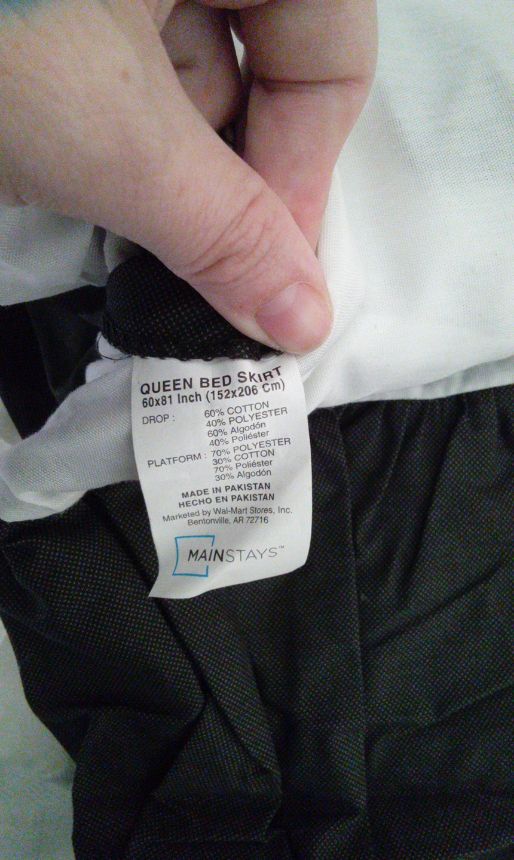 QUEEN BED SKIRT
60x81 Inch (152x206 Cm)
DROP : 60% COTTON
40% POLYESTER
60% Algodón
40% Poliéster
PLATFORM : 70% POLYESTER
30% COTTON
70% Poliéster
30% Algodón
MADE IN PAKISTAN
HECHO EN PAKISTAN
Marketed by Wal-Mart Stores, Inc.
Bentonville, AR 72716
MAINSTAYS™